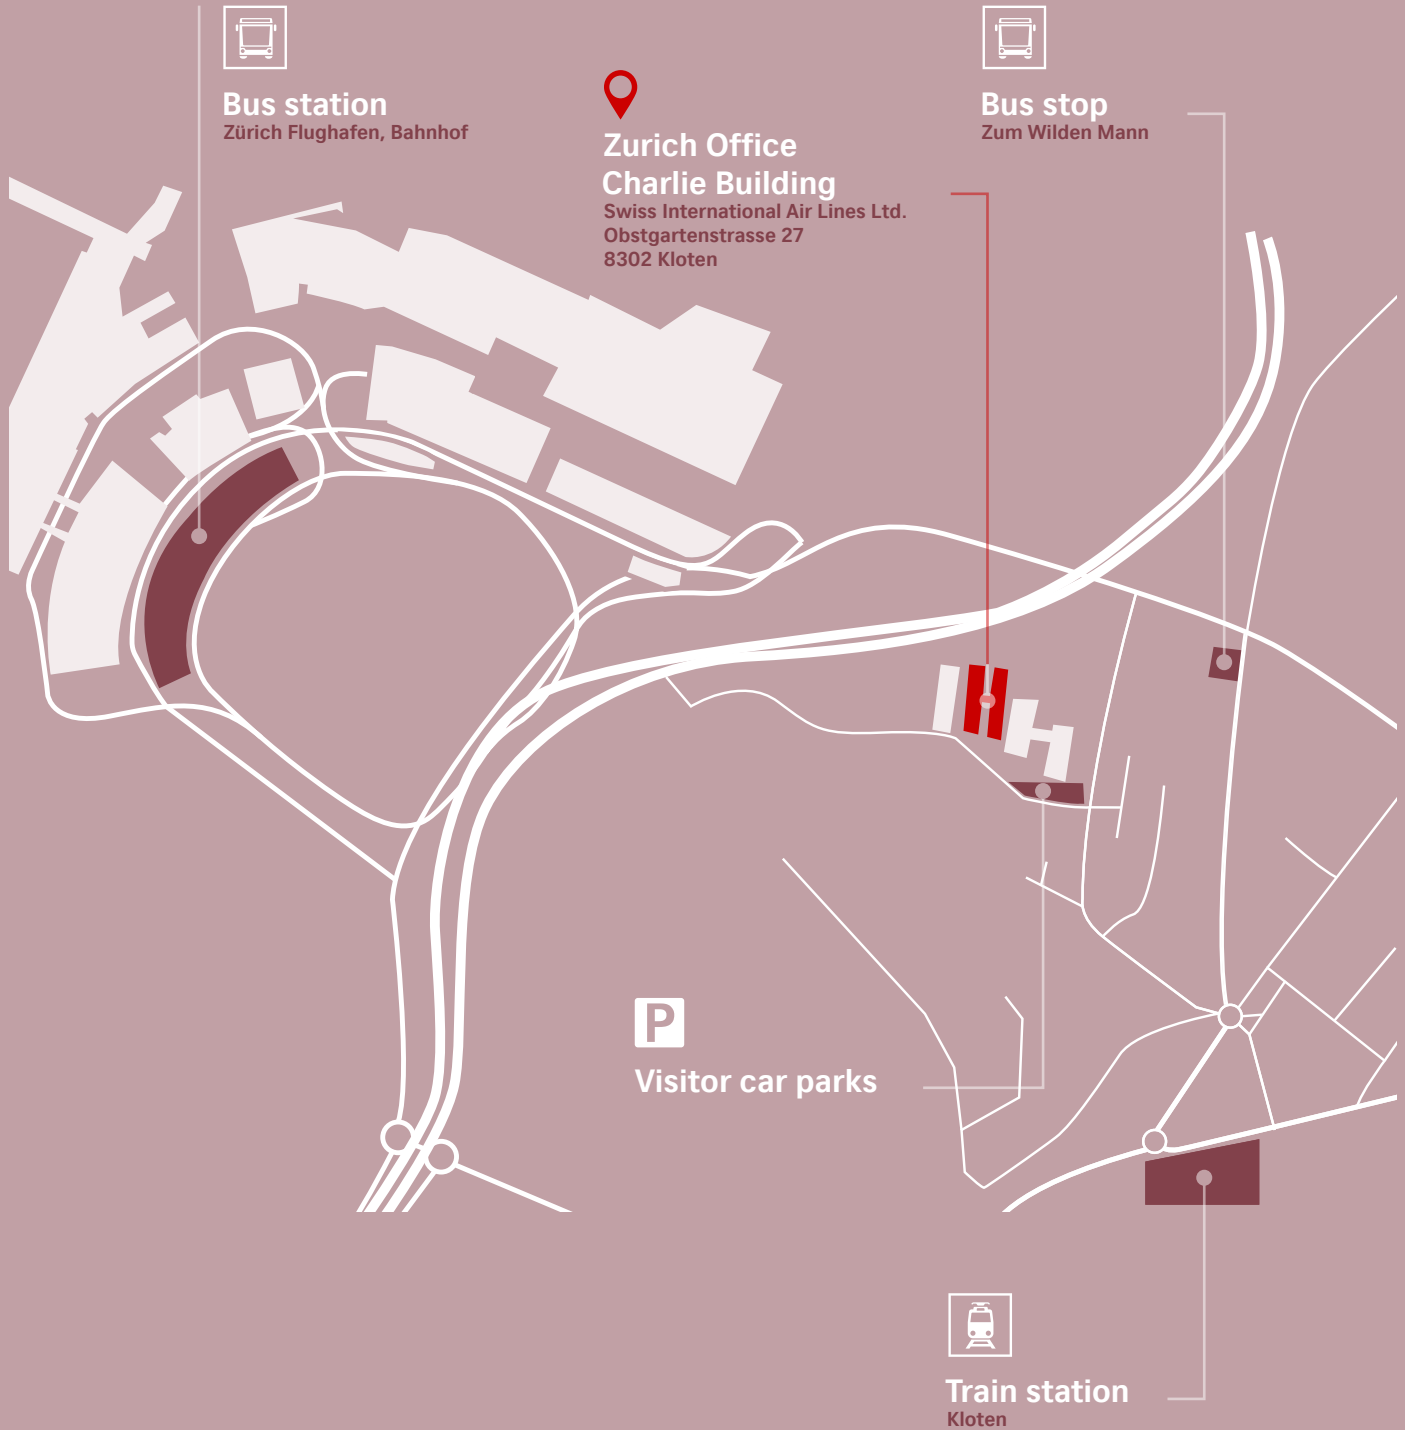 Bus station
Zürich Flughafen, Bahnhof
Zurich Office
Charlie Building
Swiss International Air Lines Ltd.
Obstgartenstrasse 27
8302 Kloten
Bus stop
Zum Wilden Mann
P
Visitor car parks
Train station
Kloten